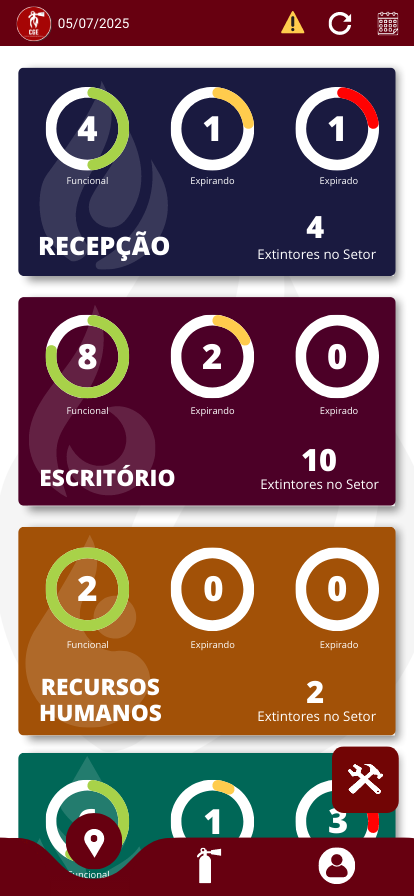 CGE
05/07/2025
4 1 1
Funcional Expirando Expirado
4
RECEPÇÃO
Extintores no Setor
8 2 0
Funcional Expirando Expirado
10
ESCRITÓRIO
Extintores no Setor
2 0 0
Funcional Expirando Expirado
RECURSOS
2
HUMANOS
Extintores no Setor
1 3